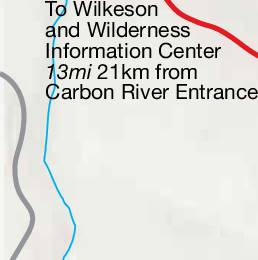 To Wilkeson
and Wilderness
Information Center
13mi 21km from
Carbon River Entrance